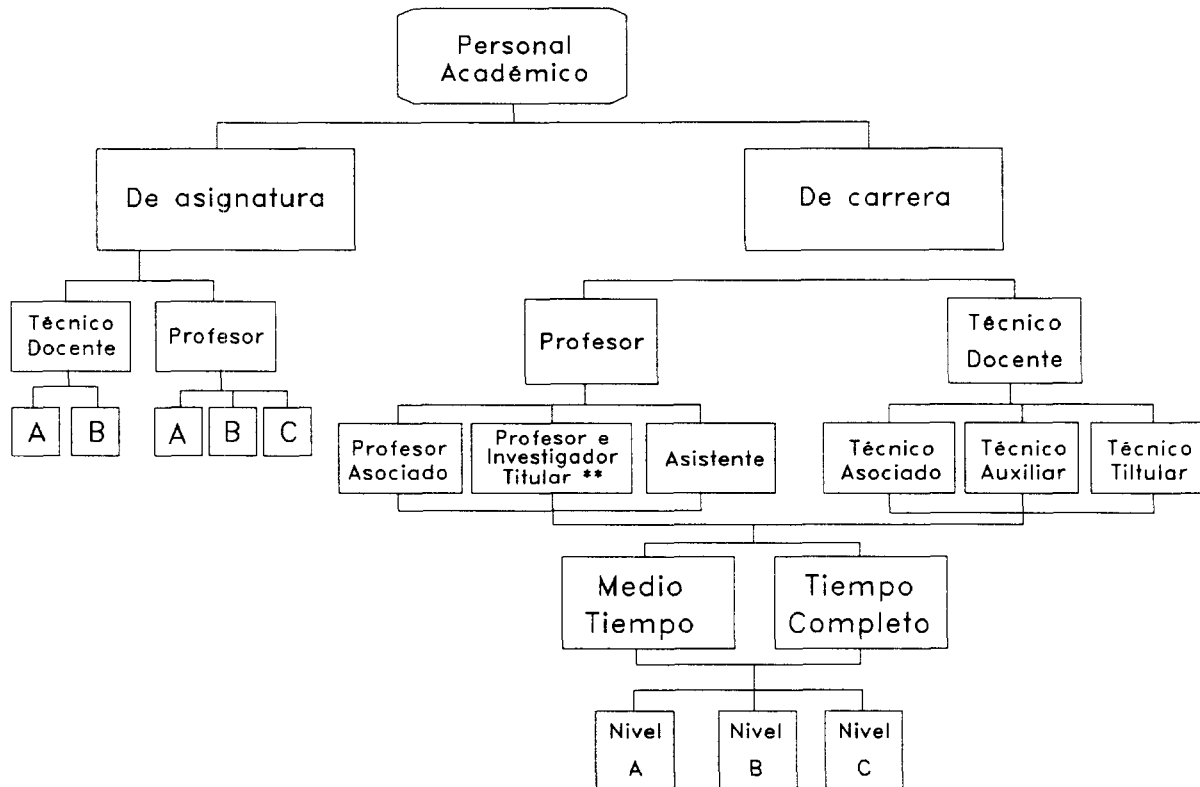 Personal
Académico
De asignatura
De carrera
Técnico
Docente
Profesor
A
B
A
B
C
Profesor
Técnico
Docente
Profesor
Asociado
Profesor e
Investigador
Titular **
Asistente
Técnico
Asociado
Técnico
Auxiliar
Técnico
Tiltular
Medio
Tiempo
Tiempo
Completo
Nivel
A
Nivel
B
Nivel
C